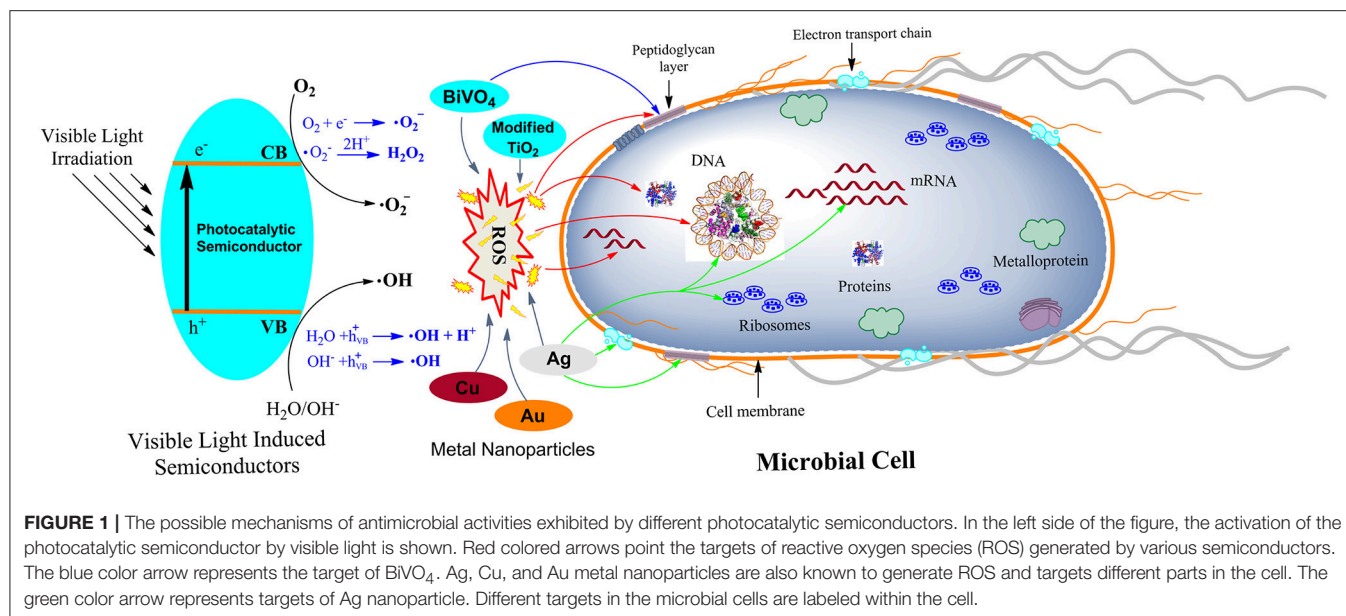 Visible Light
Irradiation
O₂
O₂ + e⁻ → ·O₂⁻
·O₂⁻ 2H⁺ → H₂O₂
e⁻
CB
·O₂⁻
Photocatalytic
Semiconductor
·OH
h⁺
VB
H₂O + h⁺VB → ·OH + H⁺
OH⁻ + h⁺VB → ·OH
H₂O/OH⁻
Visible Light Induced
Semiconductors
BiVO₄
Modified
TiO₂
ROS
Ag
Cu
Au
Metal Nanoparticles
Peptidoglycan
layer
Electron transport chain
DNA
mRNA
Metalloprotein
Proteins
Ribosomes
Cell membrane
Microbial Cell
FIGURE 1 | The possible mechanisms of antimicrobial activities exhibited by different photocatalytic semiconductors. In the left side of the figure, the activation of the
photocatalytic semiconductor by visible light is shown. Red colored arrows point the targets of reactive oxygen species (ROS) generated by various semiconductors.
The blue color arrow represents the target of BiVO₄. Ag, Cu, and Au metal nanoparticles are also known to generate ROS and targets different parts in the cell. The
green color arrow represents targets of Ag nanoparticle. Different targets in the microbial cells are labeled within the cell.